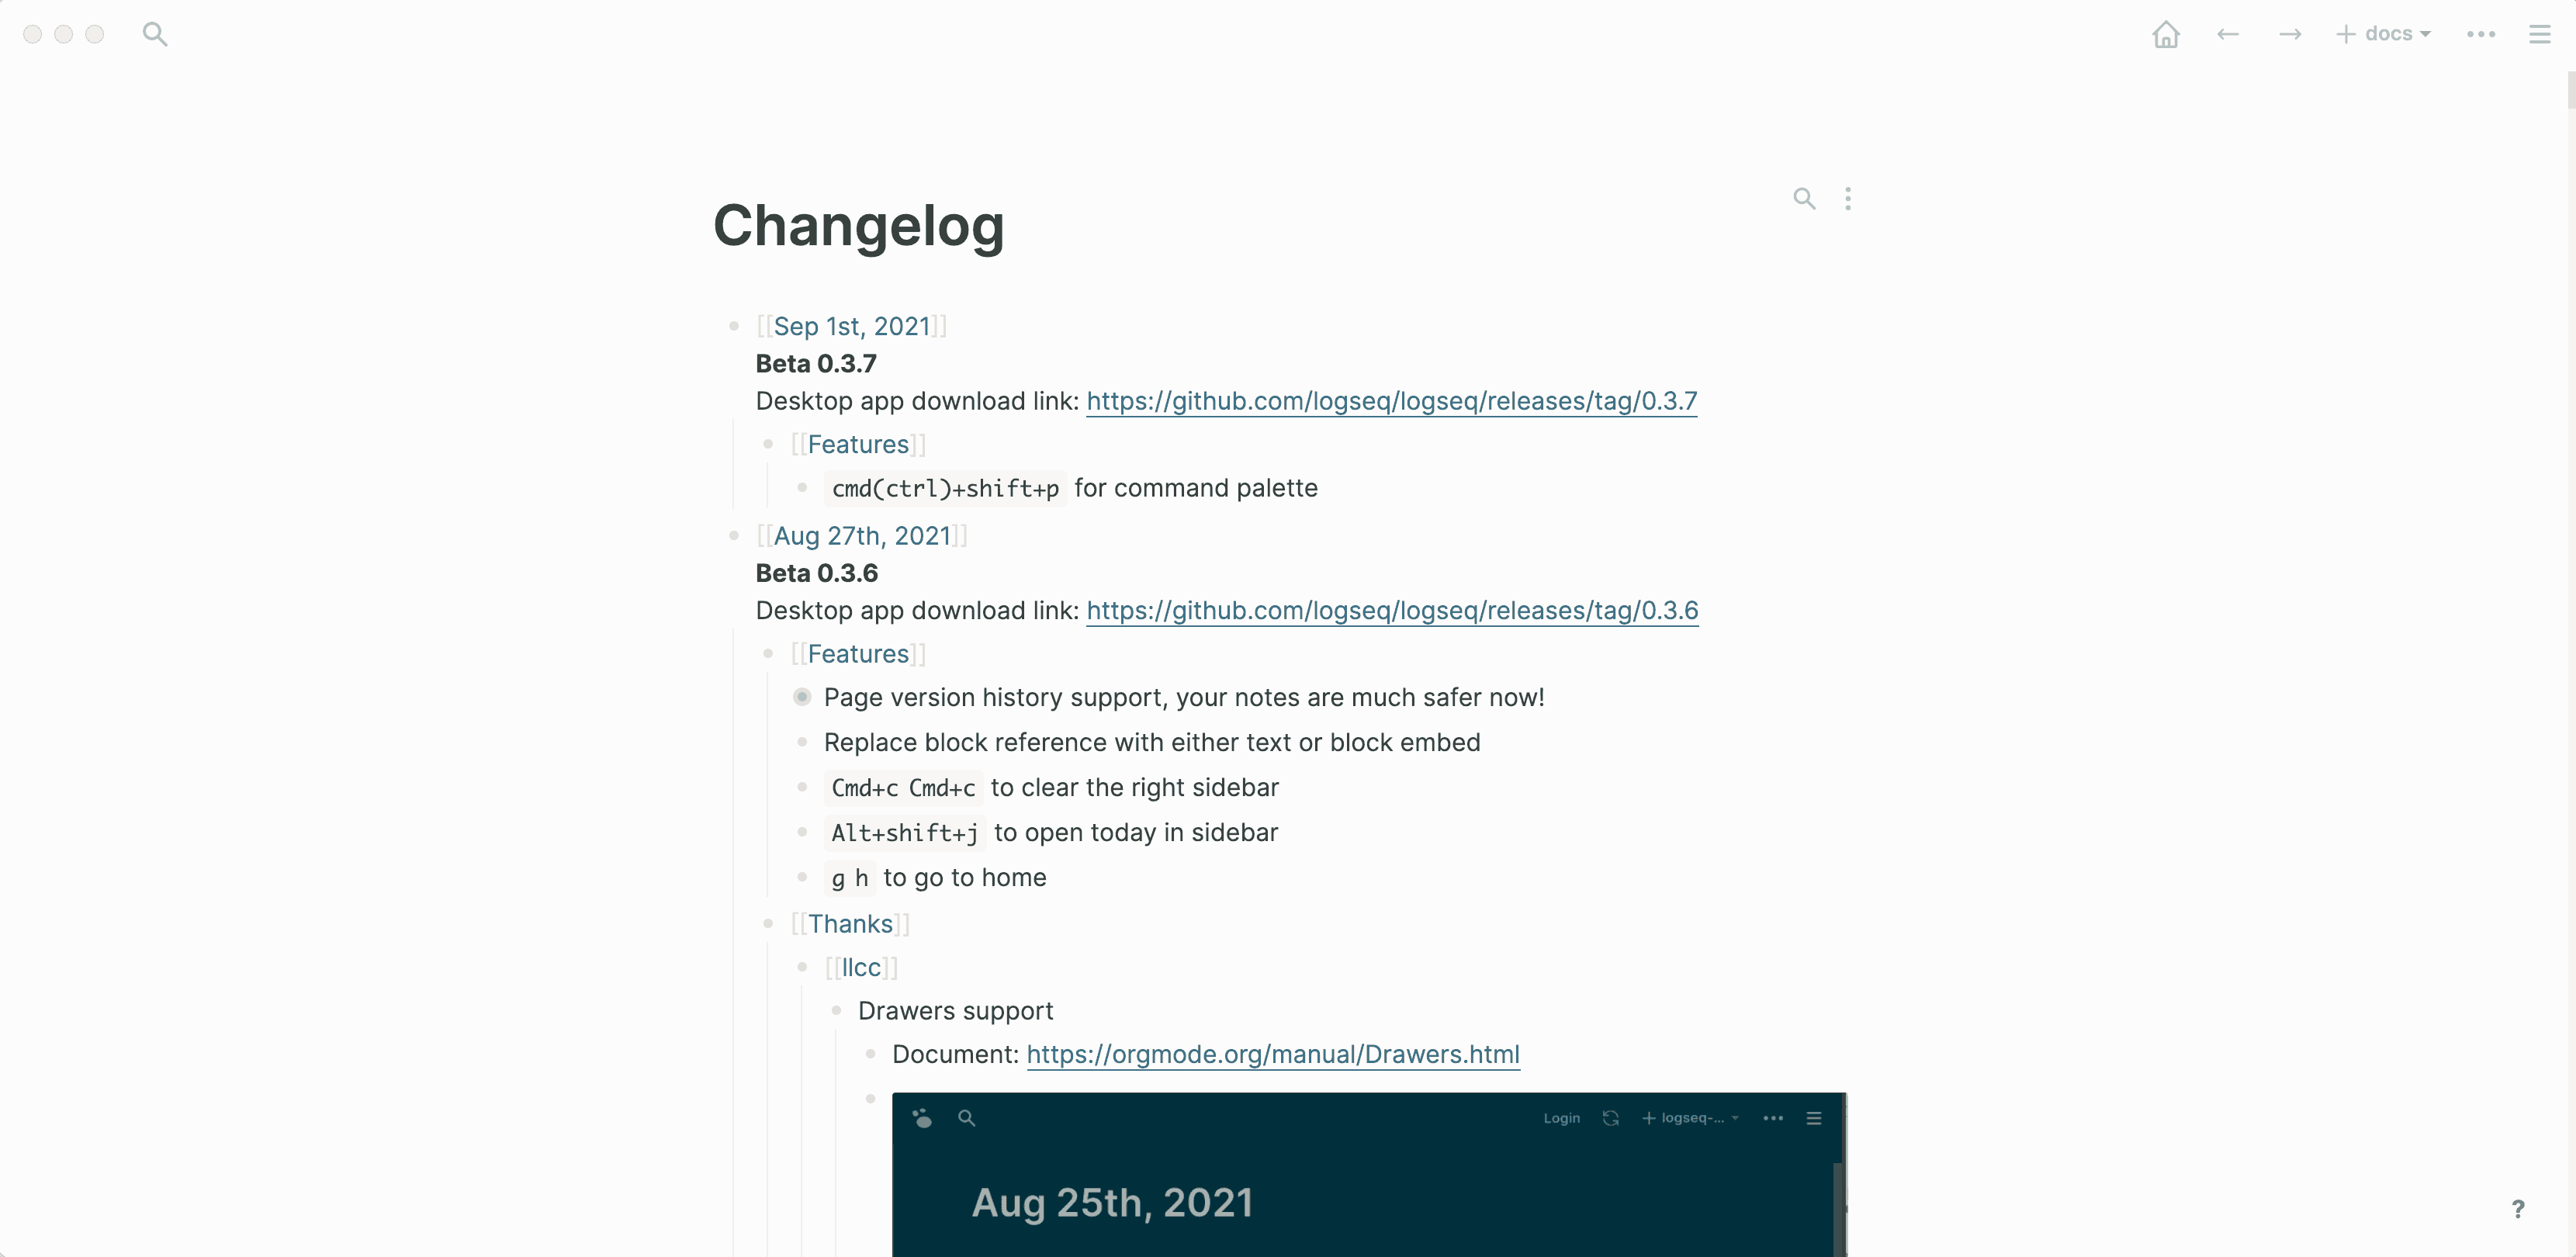 docs
Changelog
[[Sep 1st, 2021]]
Beta 0.3.7
Desktop app download link: https://github.com/logseq/logseq/releases/tag/0.3.7
[[Features]]
cmd(ctrl)+shift+p for command palette
[[Aug 27th, 2021]]
Beta 0.3.6
Desktop app download link: https://github.com/logseq/logseq/releases/tag/0.3.6
[[Features]]
Page version history support, your notes are much safer now!
Replace block reference with either text or block embed
Cmd+c Cmd+c to clear the right sidebar
Alt+shift+j to open today in sidebar
g h to go to home
[[Thanks]]
[[llcc]]
Drawers support
Document: https://orgmode.org/manual/Drawers.html
Login + logseq-...
Aug 25th, 2021
?